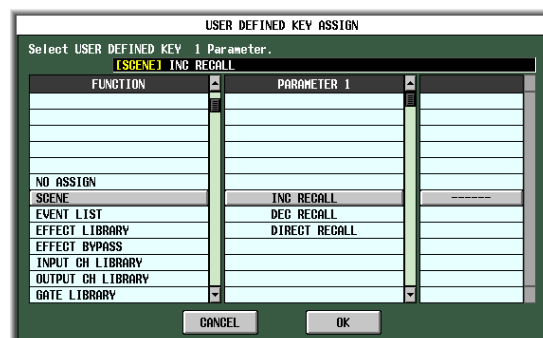 USER DEFINED KEY ASSIGN
Select USER DEFINED KEY 1 Parameter.
[SCENE] INC RECALL
FUNCTION PARAMETER 1
NO ASSIGN
SCENE INC RECALL ------
EVENT LIST DEC RECALL
EFFECT LIBRARY DIRECT RECALL
EFFECT BYPASS
INPUT CH LIBRARY
OUTPUT CH LIBRARY
GATE LIBRARY
CANCEL OK